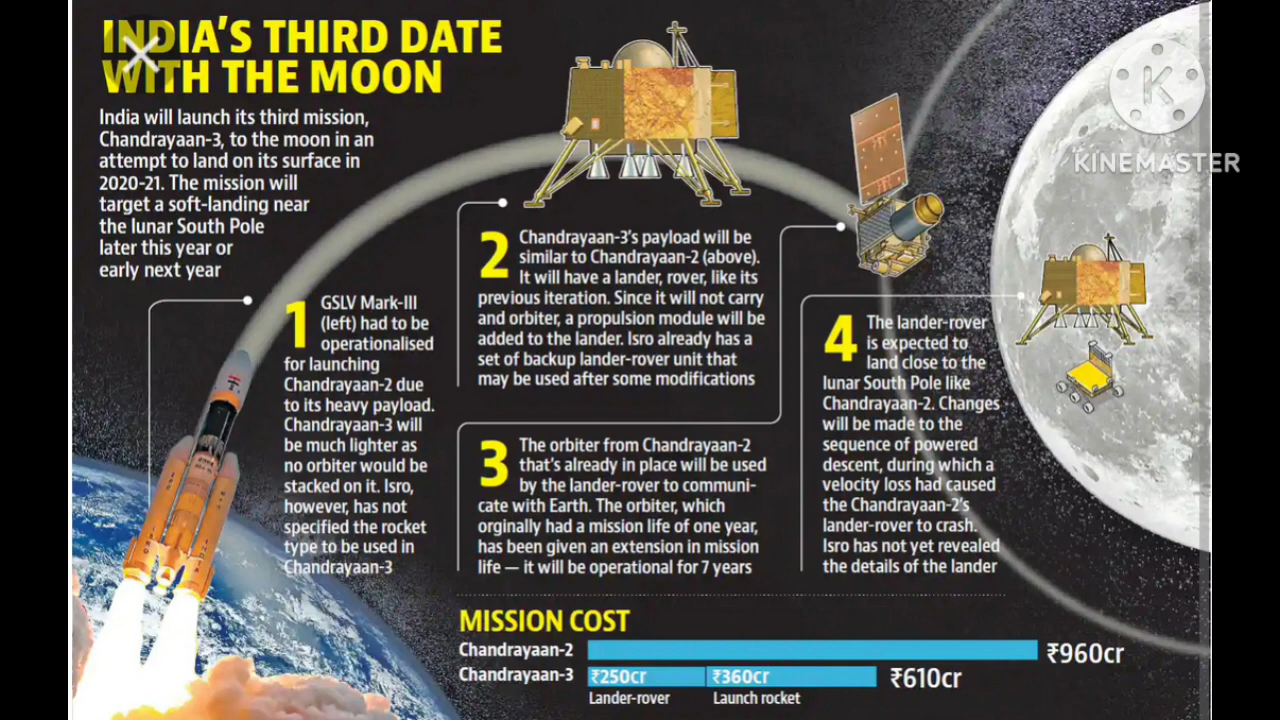 INDIA'S THIRD DATE
WITH THE MOON
India will launch its third mission,
Chandrayaan-3, to the moon in an
attempt to land on its surface in
2020-21. The mission will
target a soft-landing near
the lunar South Pole
later this year or
early next year
1
GSLV Mark-III
(left) had to be
operationalised
for launching
Chandrayaan-2 due
to its heavy payload.
Chandrayaan-3 will
be much lighter as
no orbiter would be
stacked on it. Isro,
however, has not
specified the rocket
type to be used in
Chandrayaan-3
2
Chandrayaan-3's payload will be
similar to Chandrayaan-2 (above).
It will have a lander, rover, like its
previous iteration. Since it will not carry
and orbiter, a propulsion module will be
added to the lander. Isro already has a
set of backup lander-rover unit that
may be used after some modifications
3
The orbiter from Chandrayaan-2
that's already in place will be used
by the lander-rover to communi-
cate with Earth. The orbiter, which
orginally had a mission life of one year,
has been given an extension in mission
life — it will be operational for 7 years
4
The lander-rover
is expected to
land close to the
lunar South Pole like
Chandrayaan-2. Changes
will be made to the
sequence of powered
descent, during which a
velocity loss had caused
the Chandrayaan-2's
lander-rover to crash.
Isro has not yet revealed
the details of the lander
MISSION COST
Chandrayaan-2 ₹960cr
Chandrayaan-3 ₹250cr ₹360cr ₹610cr
Lander-rover Launch rocket
K
KINEMASTER